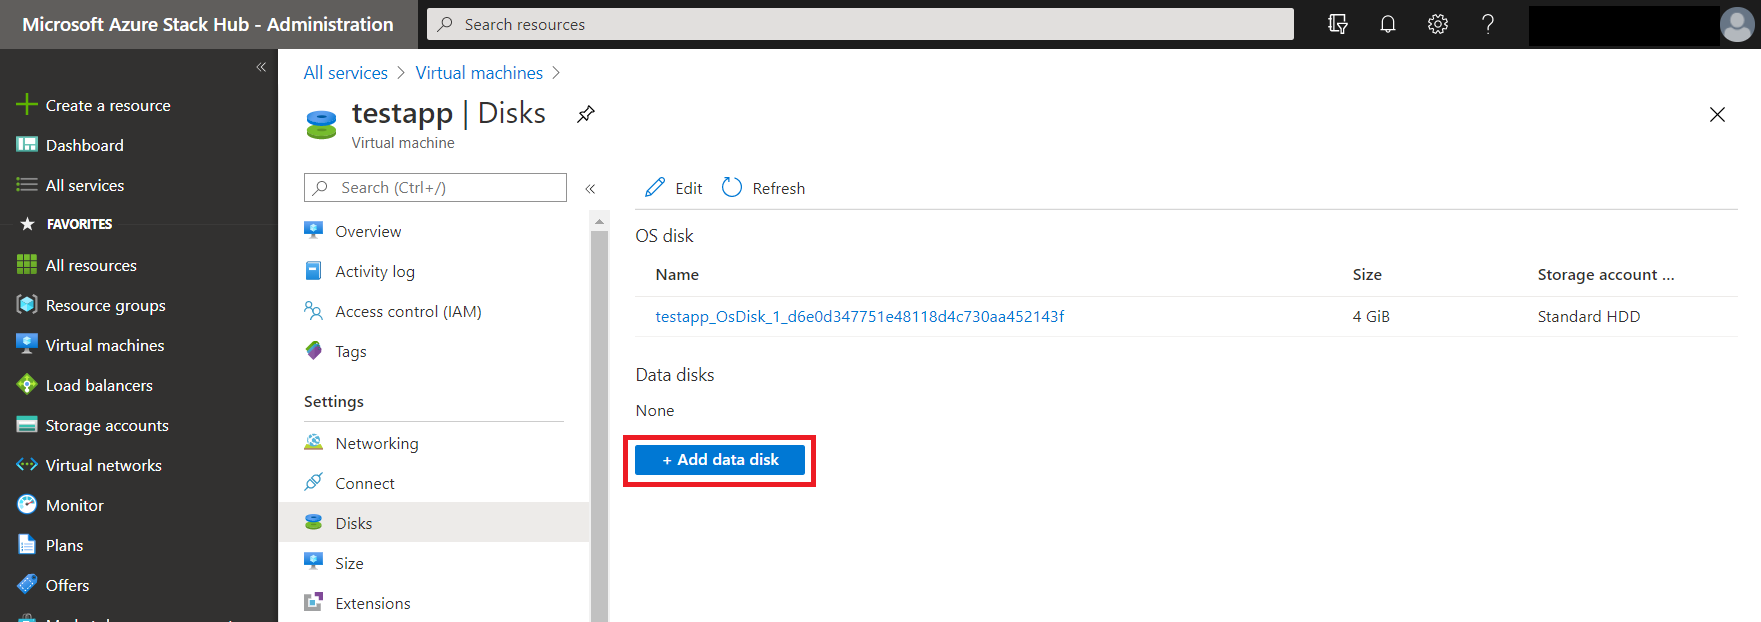 Microsoft Azure Stack Hub - Administration
Search resources
?
«
Create a resource
Dashboard
All services
FAVORITES
All resources
Resource groups
Virtual machines
Load balancers
Storage accounts
Virtual networks
Monitor
Plans
Offers
All services > Virtual machines >
testapp | Disks
Virtual machine
Search (Ctrl+/)
«
Overview
Activity log
Access control (IAM)
Tags
Settings
Networking
Connect
Disks
Size
Extensions
Edit Refresh
OS disk
Name Size Storage account ...
testapp_OsDisk_1_d6e0d347751e48118d4c730aa452143f 4 GiB Standard HDD
Data disks
None
+ Add data disk